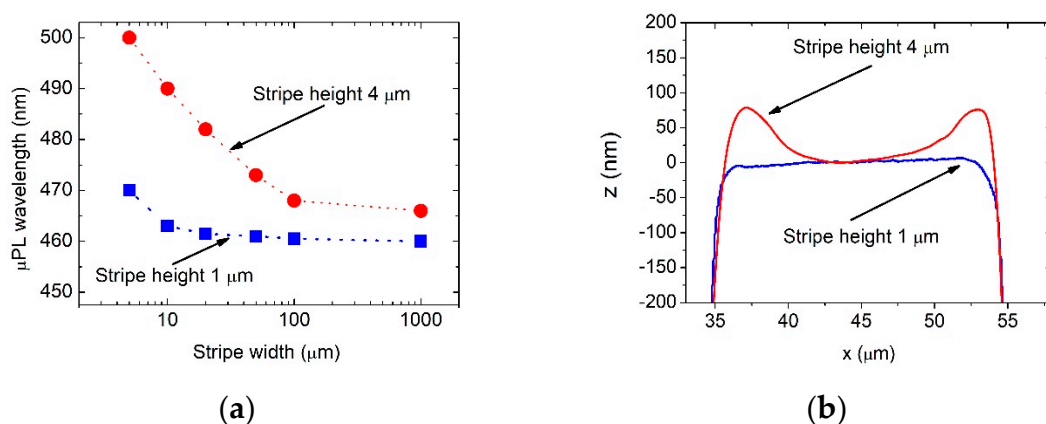 500
490
480
470
460
450
μPL wavelength (nm)
10
100
1000
Stripe width (μm)
Stripe height 4 μm
Stripe height 1 μm
(a)
200
150
100
50
0
-50
-100
-150
-200
z (nm)
35
40
45
50
55
x (μm)
Stripe height 4 μm
Stripe height 1 μm
(b)